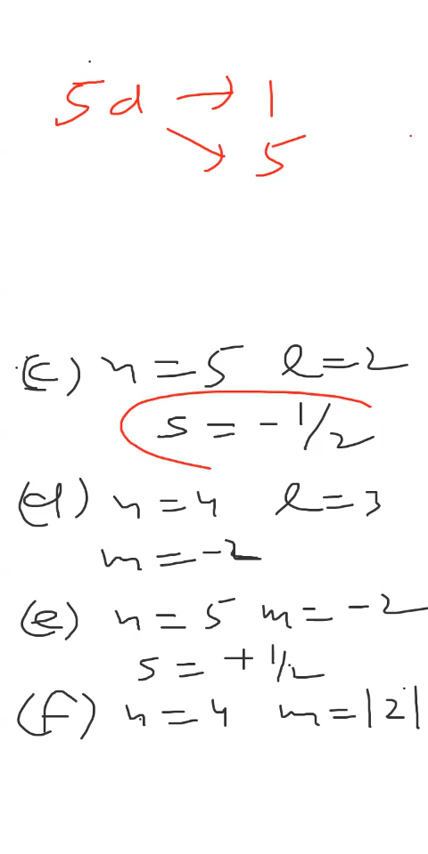 5d → 1
↘ 5
(c) n = 5 l = 2
s = - 1/2
(d) n = 4 l = 3
m = -2
(e) n = 5 m = -2
s = + 1/2
(f) n = 4 m = |2|